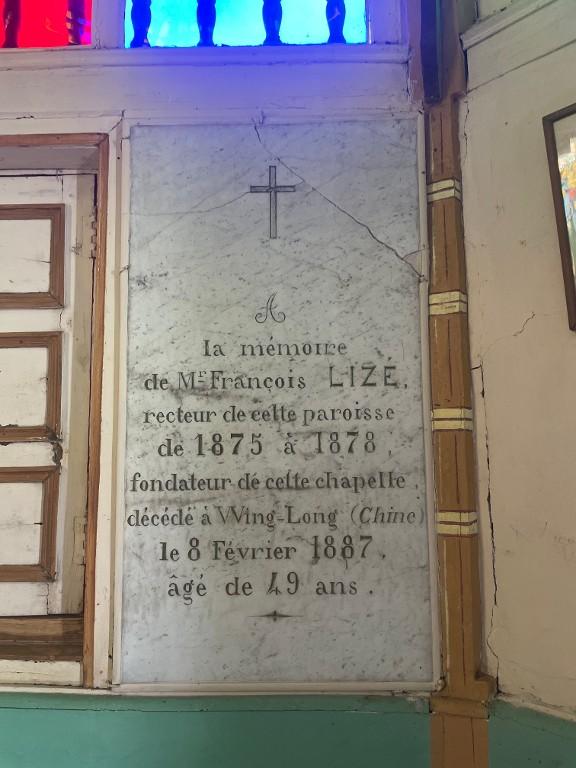 A
la mémoire
de Mr François LIZÉ,
recteur de cette paroisse
de 1875 à 1878,
fondateur de cette chapelle,
décédé à Wing-Long (Chine)
le 8 Février 1887,
âgé de 49 ans.